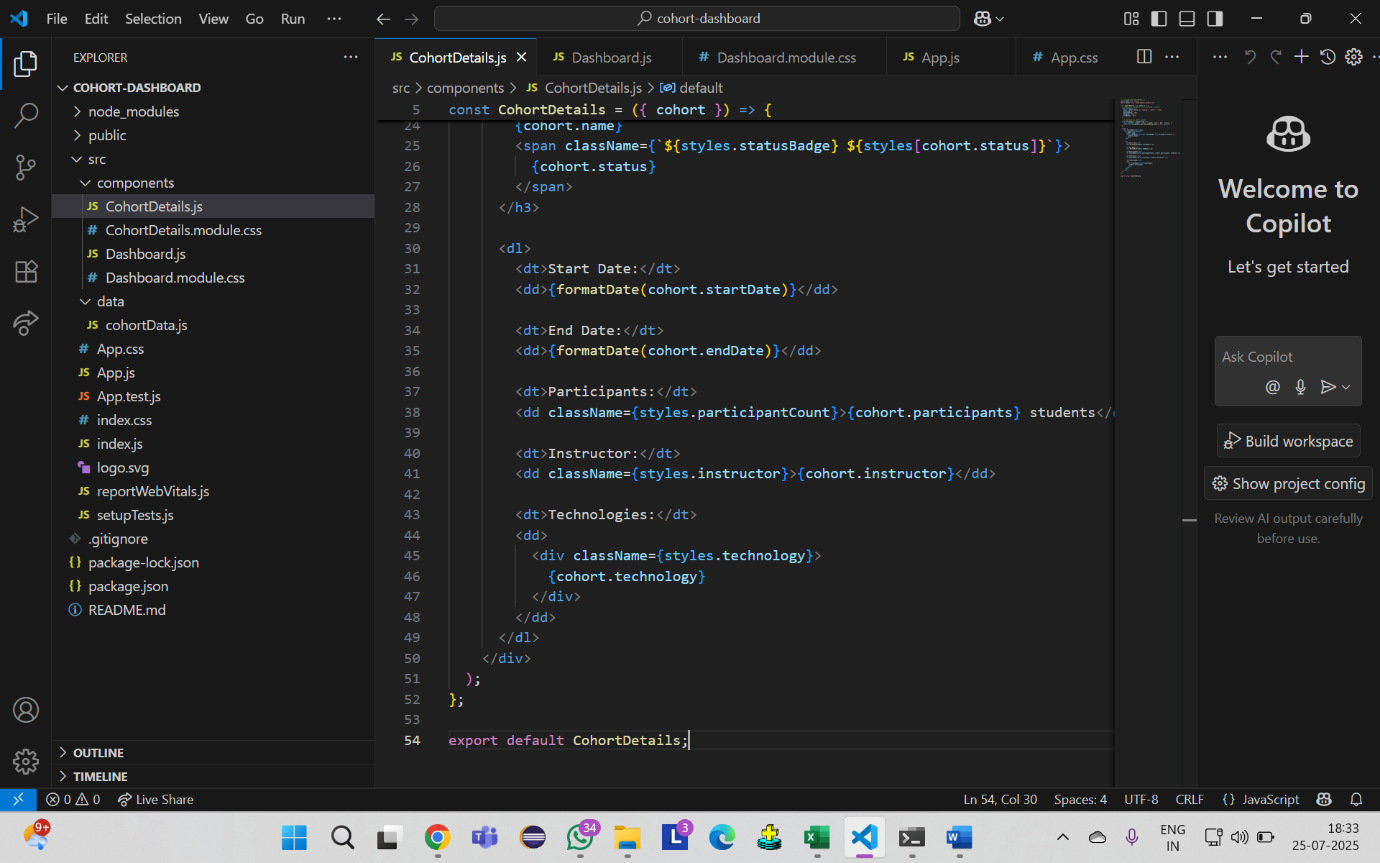 File Edit Selection View Go Run ···
cohort-dashboard
EXPLORER
COHORT-DASHBOARD
node_modules
public
src
components
JS CohortDetails.js
# CohortDetails.module.css
JS Dashboard.js
# Dashboard.module.css
data
JS cohortData.js
# App.css
JS App.js
JS App.test.js
# index.css
JS index.js
logo.svg
JS reportWebVitals.js
JS setupTests.js
.gitignore
{} package-lock.json
{} package.json
README.md
OUTLINE
TIMELINE
JS CohortDetails.js
JS Dashboard.js
# Dashboard.module.css
JS App.js
# App.css
src > components > JS CohortDetails.js > default
5 const CohortDetails = ({ cohort }) => {
24 {cohort.name}
25 <span className={`${styles.statusBadge} ${styles[cohort.status]}`}>
26 {cohort.status}
27 </span>
28 </h3>
29
30 <dl>
31 <dt>Start Date:</dt>
32 <dd>{formatDate(cohort.startDate)}</dd>
33
34 <dt>End Date:</dt>
35 <dd>{formatDate(cohort.endDate)}</dd>
36
37 <dt>Participants:</dt>
38 <dd className={styles.participantCount}>{cohort.participants} students</
39
40 <dt>Instructor:</dt>
41 <dd className={styles.instructor}>{cohort.instructor}</dd>
42
43 <dt>Technologies:</dt>
44 <dd>
45 <div className={styles.technology}>
46 {cohort.technology}
47 </div>
48 </dd>
49 </dl>
50 </div>
51 );
52 };
53
54 export default CohortDetails;
Welcome to
Copilot
Let's get started
Ask Copilot
Build workspace
Show project config
Review AI output carefully
before use.
0 0 Live Share
Ln 54, Col 30 Spaces: 4 UTF-8 CRLF {} JavaScript
9+
34
L 3
ENG
IN
18:33
25-07-2025